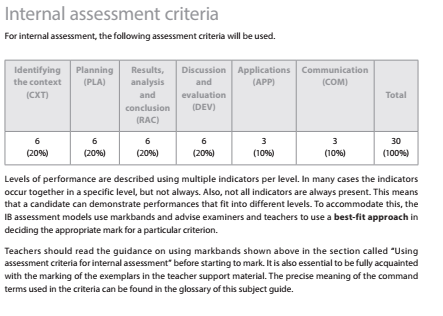 Internal assessment criteria
For internal assessment, the following assessment criteria will be used.
Identifying the context (CXT) Planning (PLA) Results, analysis and conclusion (RAC) Discussion and evaluation (DEV) Applications (APP) Communication (COM) Total
6 (20%) 6 (20%) 6 (20%) 6 (20%) 3 (10%) 3 (10%) 30 (100%)
Levels of performance are described using multiple indicators per level. In many cases the indicators
occur together in a specific level, but not always. Also, not all indicators are always present. This means
that a candidate can demonstrate performances that fit into different levels. To accommodate this, the
IB assessment models use markbands and advise examiners and teachers to use a best-fit approach in
deciding the appropriate mark for a particular criterion.
Teachers should read the guidance on using markbands shown above in the section called “Using
assessment criteria for internal assessment” before starting to mark. It is also essential to be fully acquainted
with the marking of the exemplars in the teacher support material. The precise meaning of the command
terms used in the criteria can be found in the glossary of this subject guide.